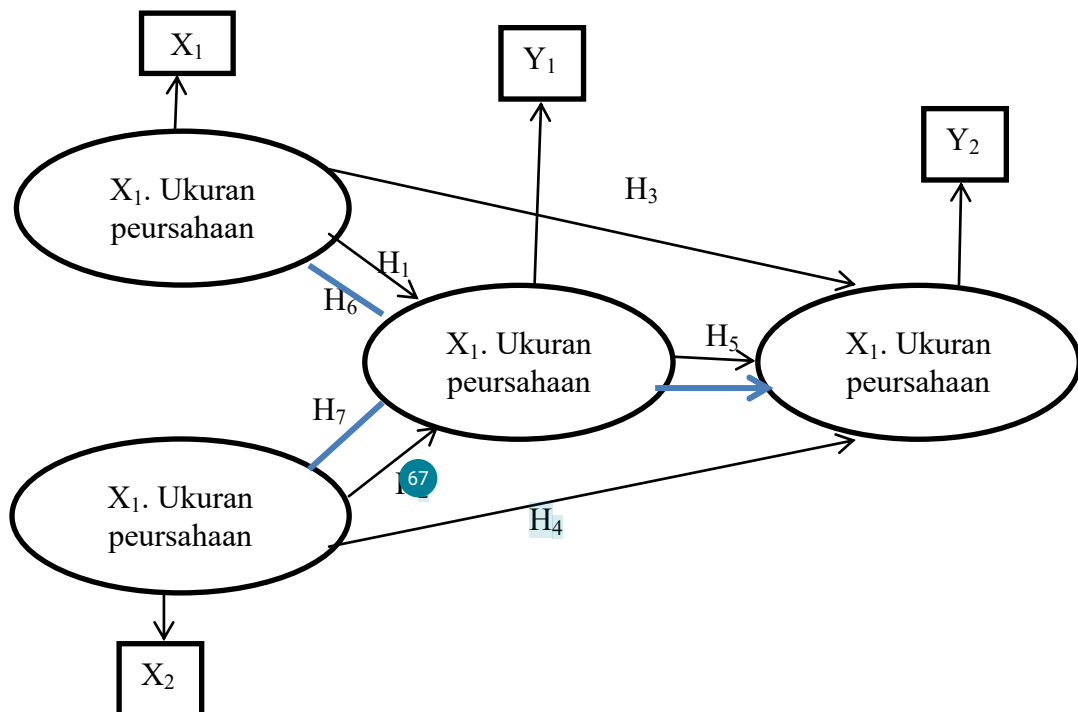 X₁
Y₁
Y₂
X₁. Ukuran
peursahaan
H₃
H₁
H₆
X₁. Ukuran
peursahaan
H₅
X₁. Ukuran
peursahaan
H₇
67
X₁. Ukuran
peursahaan
H₄
X₂